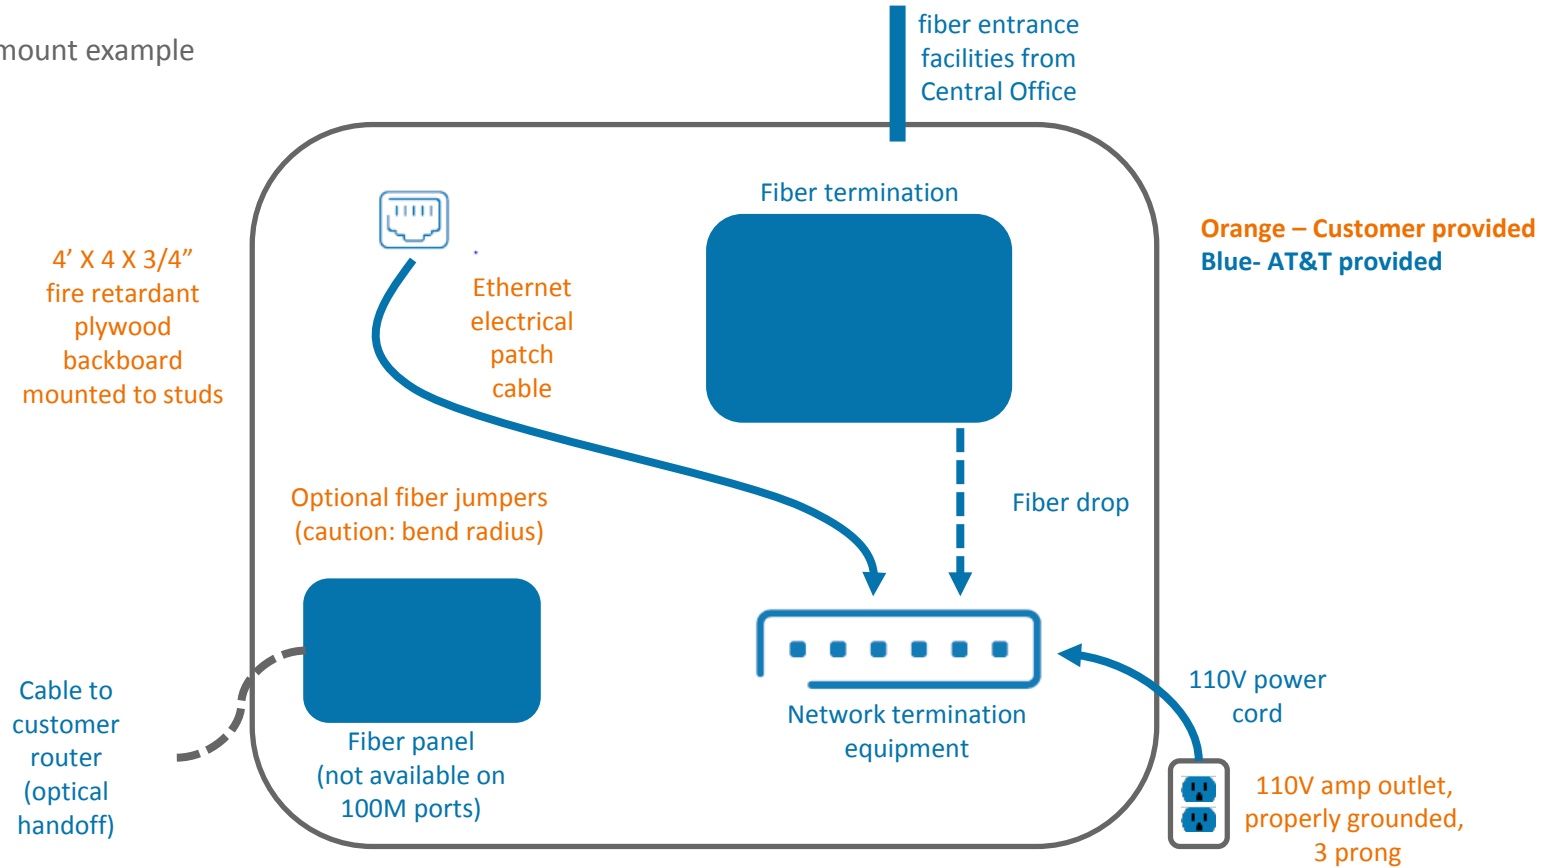 mount example
fiber entrance
facilities from
Central Office
Fiber termination
Orange – Customer provided
Blue- AT&T provided
4’ X 4 X 3/4”
fire retardant
plywood
backboard
mounted to studs
Ethernet
electrical
patch
cable
Optional fiber jumpers
(caution: bend radius)
Fiber drop
Cable to
customer
router
(optical
handoff)
Fiber panel
(not available on
100M ports)
Network termination
equipment
110V power
cord
110V amp outlet,
properly grounded,
3 prong